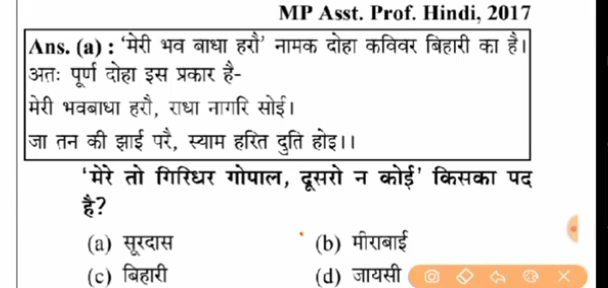 MP Asst. Prof. Hindi, 2017
Ans. (a) : ‘मेरी भव बाधा हरौ’ नामक दोहा कविवर बिहारी का है।
अतः पूर्ण दोहा इस प्रकार है-
मेरी भवबाधा हरौ, राधा नागरि सोई।
जा तन की झाई परै, स्याम हरित दुति होइ।।
‘मेरे तो गिरिधर गोपाल, दूसरो न कोई’ किसका पद
है?
(a) सूरदास (b) मीराबाई
(c) बिहारी (d) जायसी